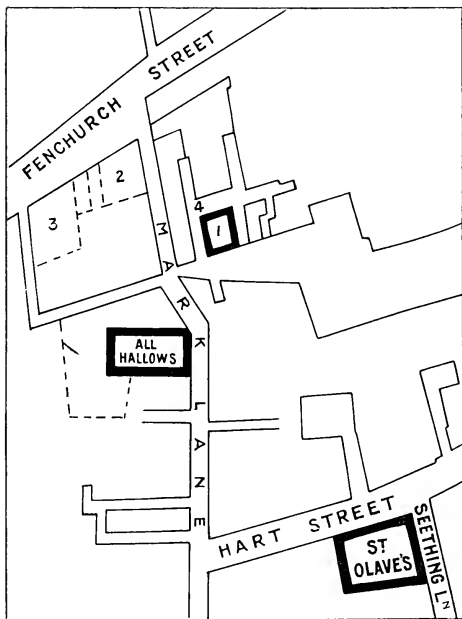 FENCHURCH STREET
2
3
4
1
MARK LANE
ALL
HALLOWS
HART STREET
SEETHING LN
ST
OLAVE'S